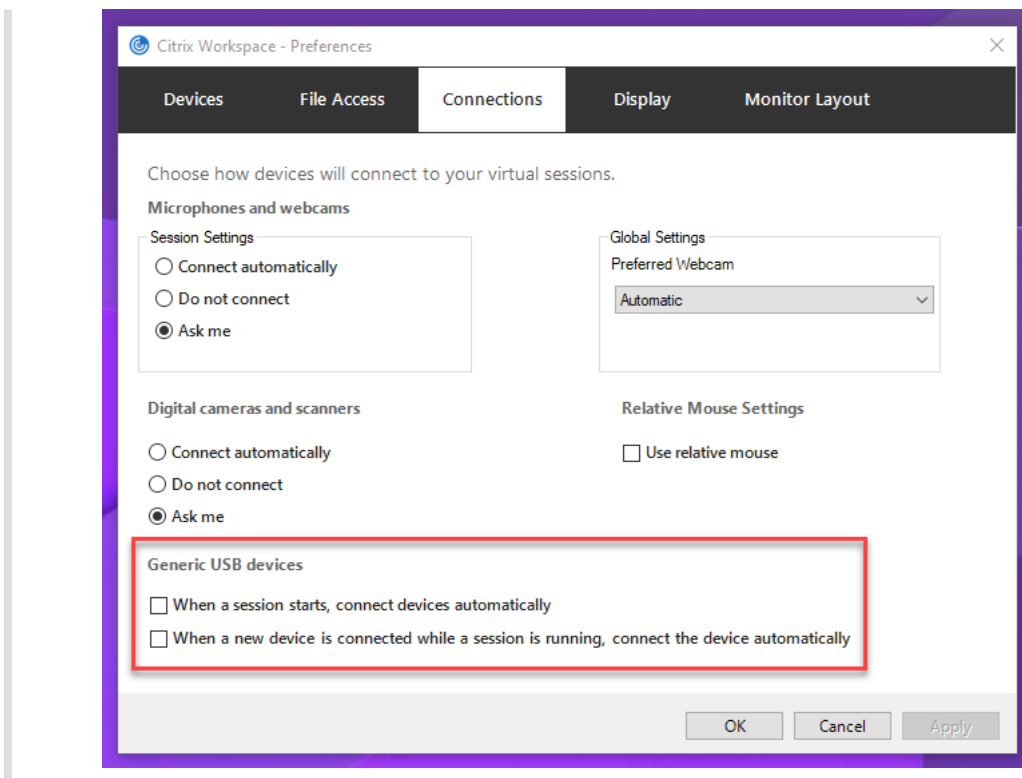 Citrix Workspace - Preferences
Devices
File Access
Connections
Display
Monitor Layout
Choose how devices will connect to your virtual sessions.
Microphones and webcams
Session Settings
Connect automatically
Do not connect
Ask me
Global Settings
Preferred Webcam
Automatic
Digital cameras and scanners
Connect automatically
Do not connect
Ask me
Relative Mouse Settings
Use relative mouse
Generic USB devices
When a session starts, connect devices automatically
When a new device is connected while a session is running, connect the device automatically
OK
Cancel
Apply